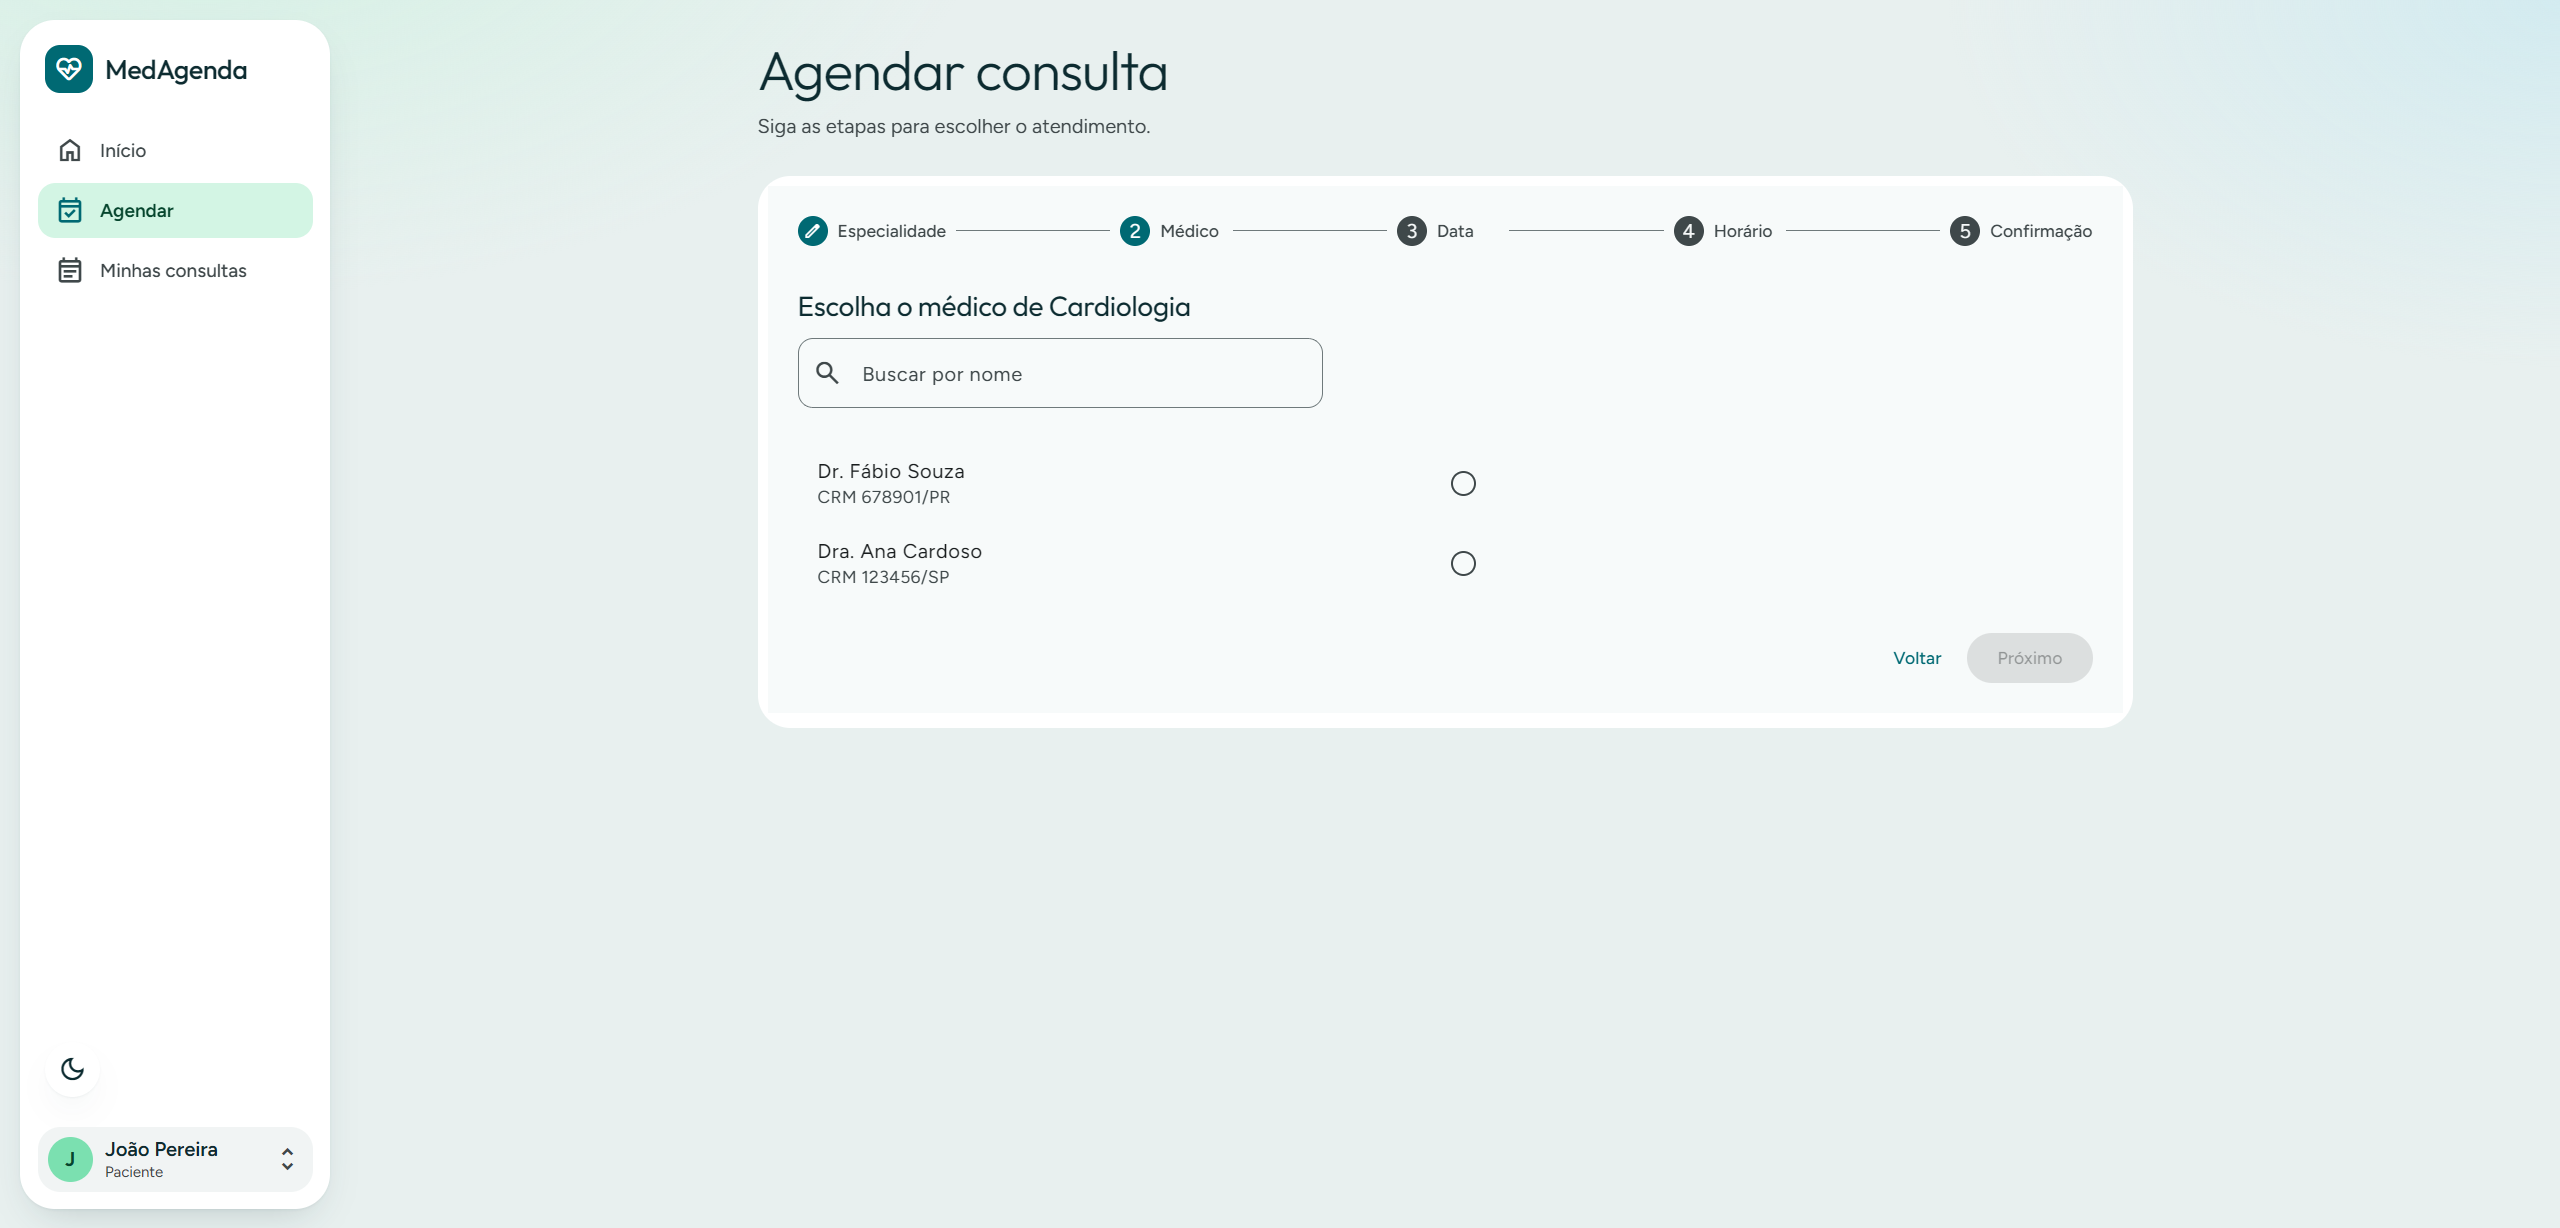 MedAgenda
Início
Agendar
Minhas consultas
J
João Pereira
Paciente
Agendar consulta
Siga as etapas para escolher o atendimento.
Especialidade
2 Médico
3 Data
4 Horário
5 Confirmação
Escolha o médico de Cardiologia
Buscar por nome
Dr. Fábio Souza
CRM 678901/PR
Dra. Ana Cardoso
CRM 123456/SP
Voltar
Próximo